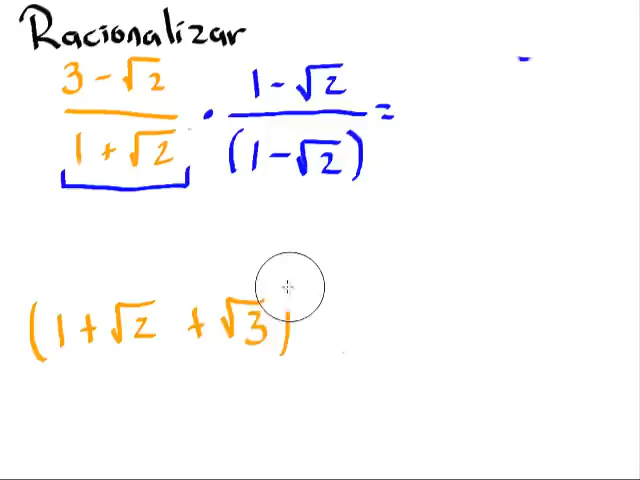 Racionalizar
3 - √2 / 1 + √2 · 1 - √2 / (1 - √2) =
(1 + √2 + √3)